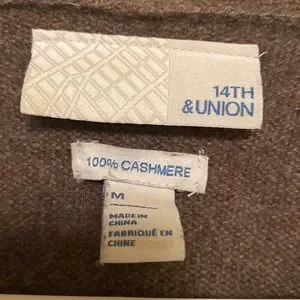 14TH
&UNION
100% CASHMERE
M
MADE IN
CHINA
FABRIQUÉ EN
CHINE